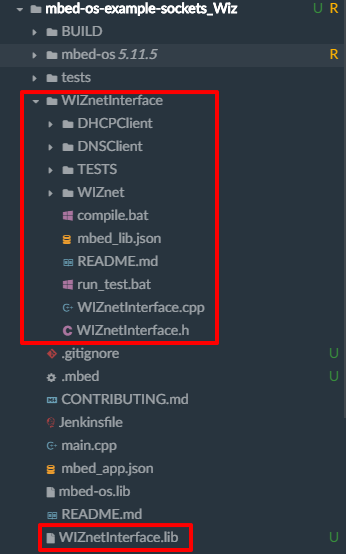 mbed-os-example-sockets_Wiz U R
BUILD
mbed-os 5.11.5 R
tests
WIZnetInterface
DHCPClient
DNSClient
TESTS
WIZnet
compile.bat
mbed_lib.json
README.md
run_test.bat
WIZnetInterface.cpp
WIZnetInterface.h
.gitignore U
.mbed U
CONTRIBUTING.md
Jenkinsfile
main.cpp
mbed_app.json
mbed-os.lib
README.md
WIZnetInterface.lib U